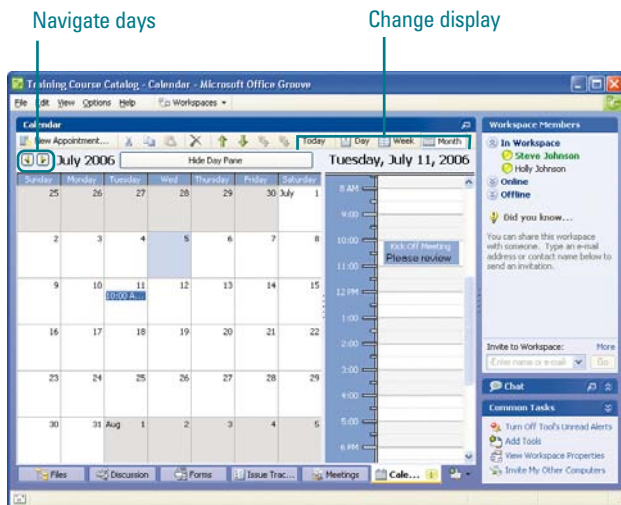 Navigate days
Change display
Training Course Catalog - Calendar - Microsoft Office Groove
File Edit View Options Help Workspaces
Calendar
New Appointment... Today Day Week Month
July 2006 Hide Day Pane Tuesday, July 11, 2006
Sunday Monday Tuesday Wed Thursday Friday Saturday
25 26 27 28 29 30 July 1
2 3 4 5 6 7 8
9 10 11 12 13 14 15
10:00 A...
16 17 18 19 20 21 22
23 24 25 26 27 28 29
30 31 Aug 1 2 3 4 5
8 AM
9:00
10:00
Kick Off Meeting
Please review
11:00
12 PM
1:00
2:00
3:00
4:00
5:00
6 PM
Workspace Members
In Workspace
Steve Johnson
Holly Johnson
Online
Offline
Did you know...
You can share this workspace
with someone. Type an e-mail
address or contact name below to
send an invitation.
Invite to Workspace: More
Enter name or e-mail Go
Chat
Common Tasks
Turn Off Tool's Unread Alerts
Add Tools
View Workspace Properties
Invite My Other Computers
Files Discussion Forms Issue Trac... Meetings Cale...